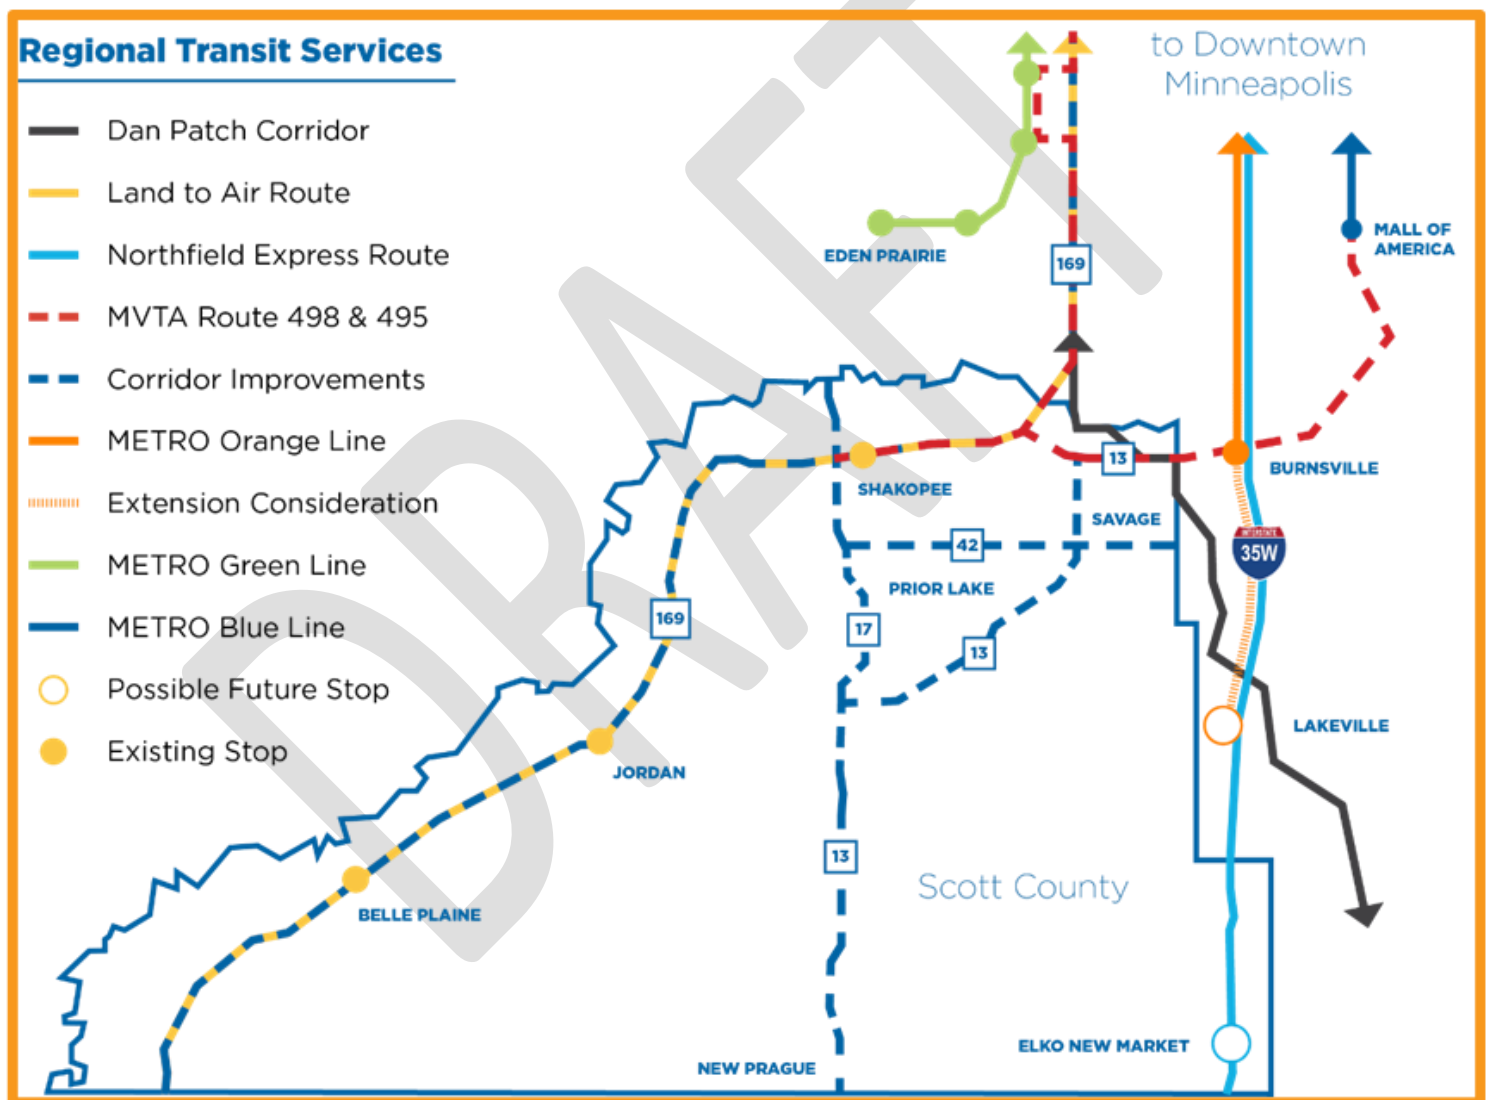 Regional Transit Services
Dan Patch Corridor
Land to Air Route
Northfield Express Route
MVTA Route 498 & 495
Corridor Improvements
METRO Orange Line
Extension Consideration
METRO Green Line
METRO Blue Line
Possible Future Stop
Existing Stop
to Downtown
Minneapolis
MALL OF
AMERICA
EDEN PRAIRIE
169
13
BURNSVILLE
SHAKOPEE
SAVAGE
INTERSTATE
35W
42
PRIOR LAKE
169
17
13
LAKEVILLE
JORDAN
13
Scott County
BELLE PLAINE
ELKO NEW MARKET
NEW PRAGUE
DRAFT